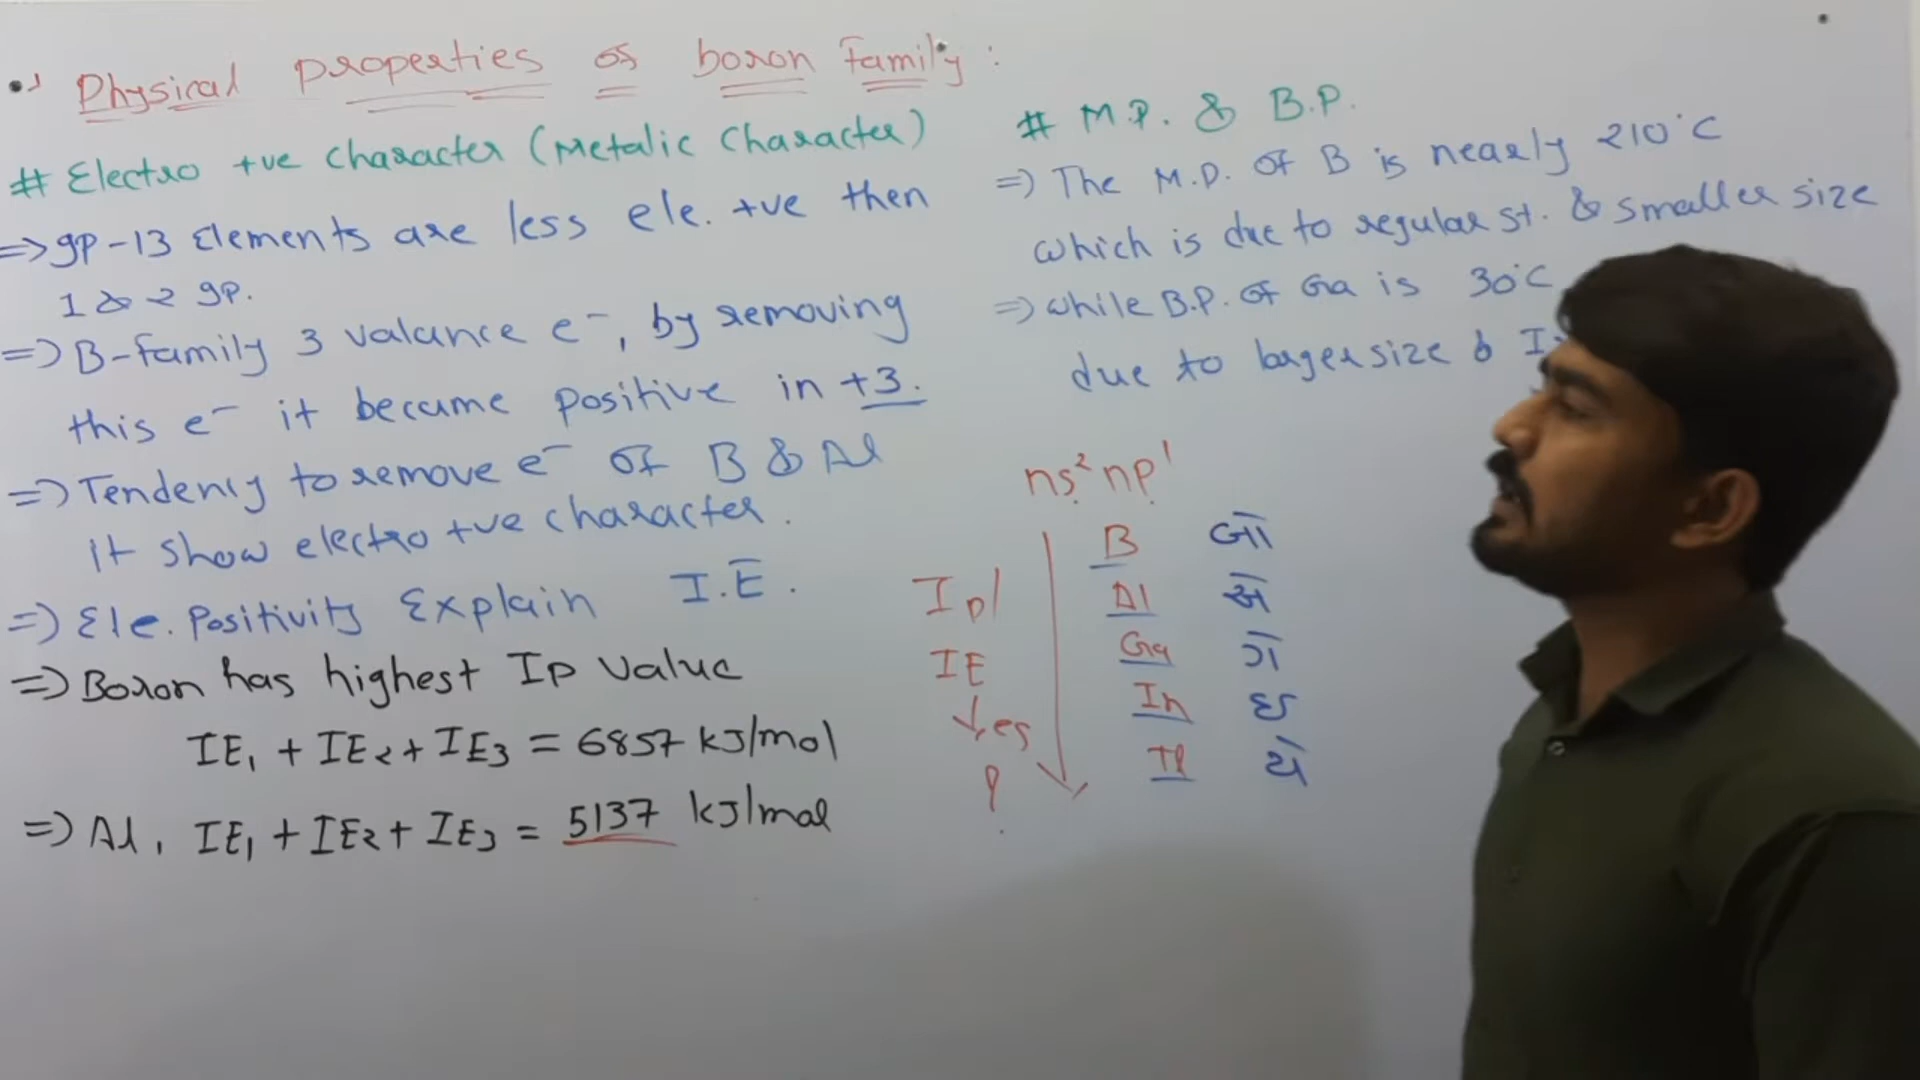 Physical properties of boron family :
# Electro +ve character (Metalic Character)
=> gp-13 Elements are less ele. +ve then
1 & 2 gp.
=> B-family 3 valance e⁻, by removing
this e⁻ it became positive in +3.
=> Tendency to remove e⁻ of B & Al
it show electro +ve character.
=> Ele. Positivity Explain I.E.
=> Boron has highest Ip value
IE₁ + IE₂ + IE₃ = 6857 kJ/mol
=> Al, IE₁ + IE₂ + IE₃ = 5137 kJ/mol
# M.P. & B.P.
=> The M.P. of B is nearly 210°C
which is due to regular st. & smaller size
=> while B.P. of Ga is 30°C
due to larger size &
ns² np¹
B બો
Al એ
Ga ગે
In ઇ
Tl થે
Ip
IE